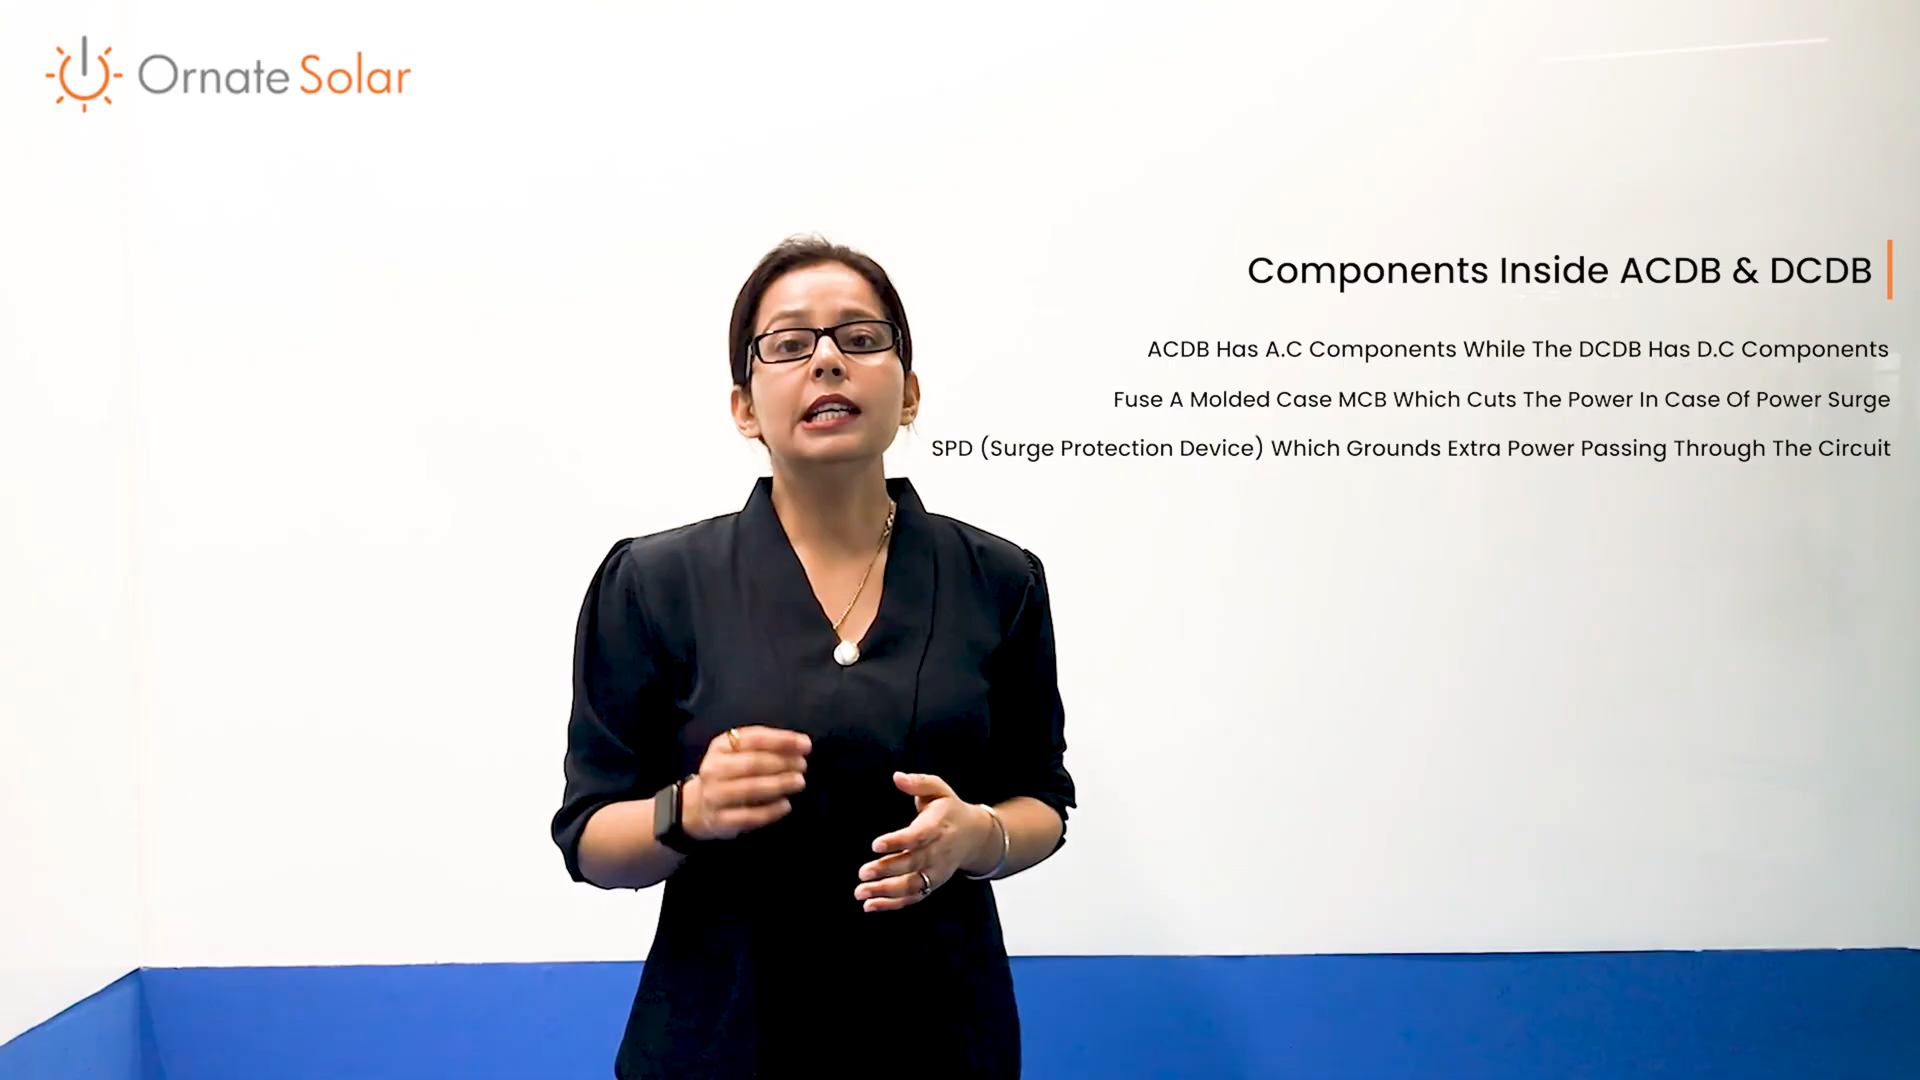 Ornate Solar
Components Inside ACDB & DCDB
ACDB Has A.C Components While The DCDB Has D.C Components
Fuse A Molded Case MCB Which Cuts The Power In Case Of Power Surge
SPD (Surge Protection Device) Which Grounds Extra Power Passing Through The Circuit